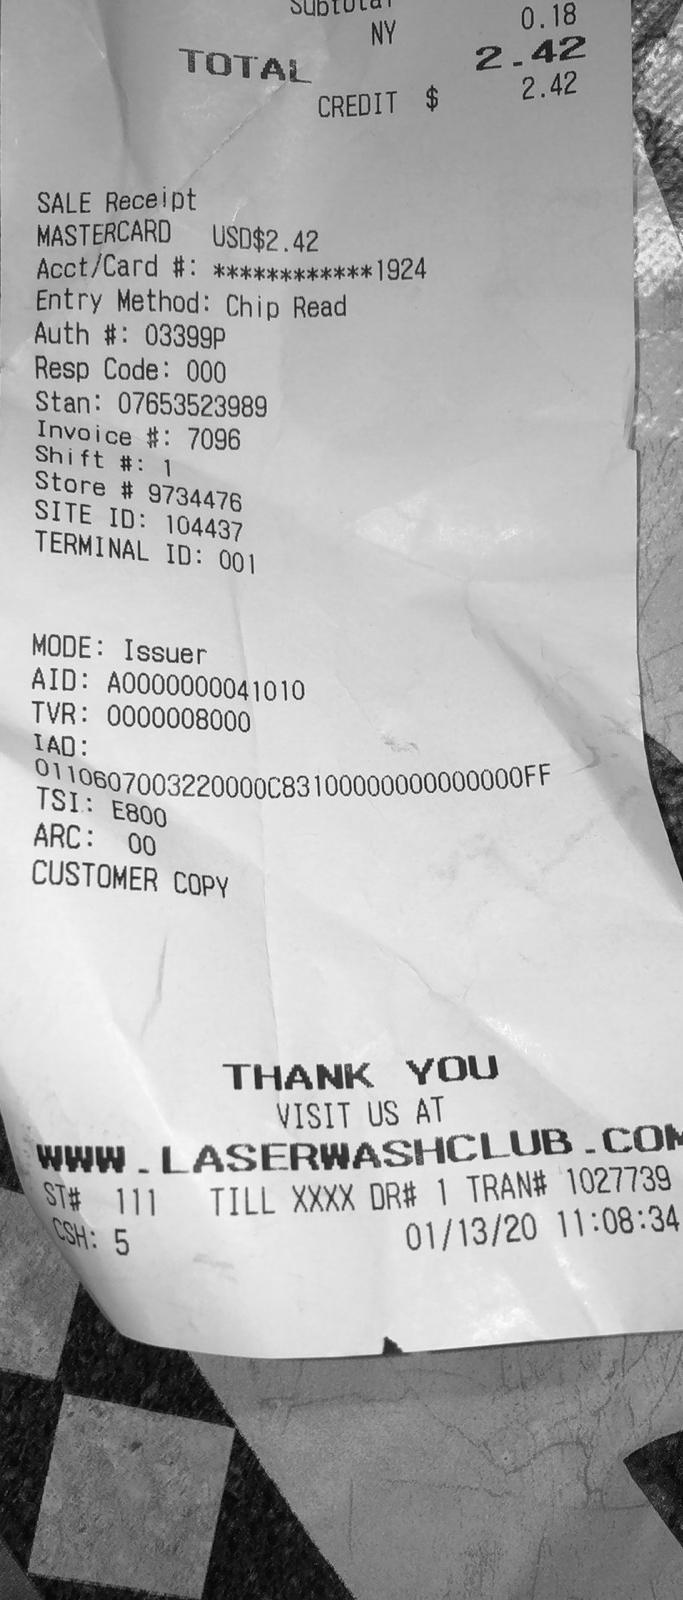 Subtotal
NY 0.18
TOTAL 2.42
CREDIT $ 2.42
SALE Receipt
MASTERCARD USD$2.42
Acct/Card #: ************1924
Entry Method: Chip Read
Auth #: 03399P
Resp Code: 000
Stan: 07653523989
Invoice #: 7096
Shift #: 1
Store # 9734476
SITE ID: 104437
TERMINAL ID: 001
MODE: Issuer
AID: A0000000041010
TVR: 0000008000
IAD:
0110607003220000C83100000000000000FF
TSI: E800
ARC: 00
CUSTOMER COPY
THANK YOU
VISIT US AT
WWW.LASERWASHCLUB.COM
ST# 111 TILL XXXX DR# 1 TRAN# 1027739
CSH: 5 01/13/20 11:08:34